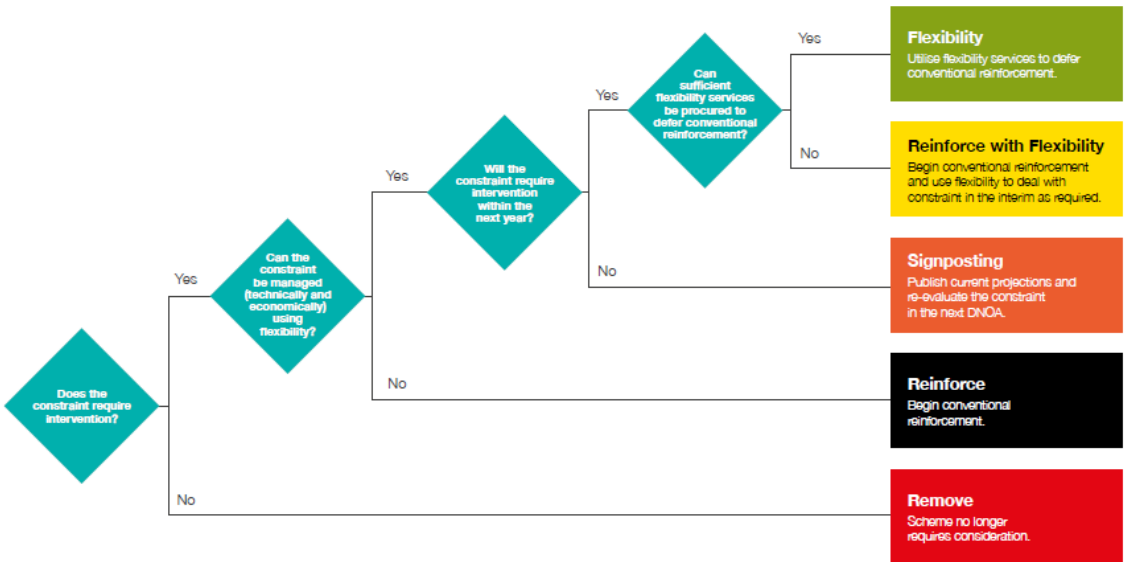 Does the
constraint require
intervention?
Yes
No
Can the
constraint
be managed
(technically and
economically)
using
flexibility?
Yes
No
Will the
constraint require
intervention
within the
next year?
Yes
No
Can
sufficient
flexibility services
be procured to
defer conventional
reinforcement?
Yes
No
Flexibility
Utilise flexibility services to defer
conventional reinforcement.
Reinforce with Flexibility
Begin conventional reinforcement
and use flexibility to deal with
constraint in the interim as required.
Signposting
Publish current projections and
re-evaluate the constraint
in the next DNOA.
Reinforce
Begin conventional
reinforcement.
Remove
Scheme no longer
requires consideration.